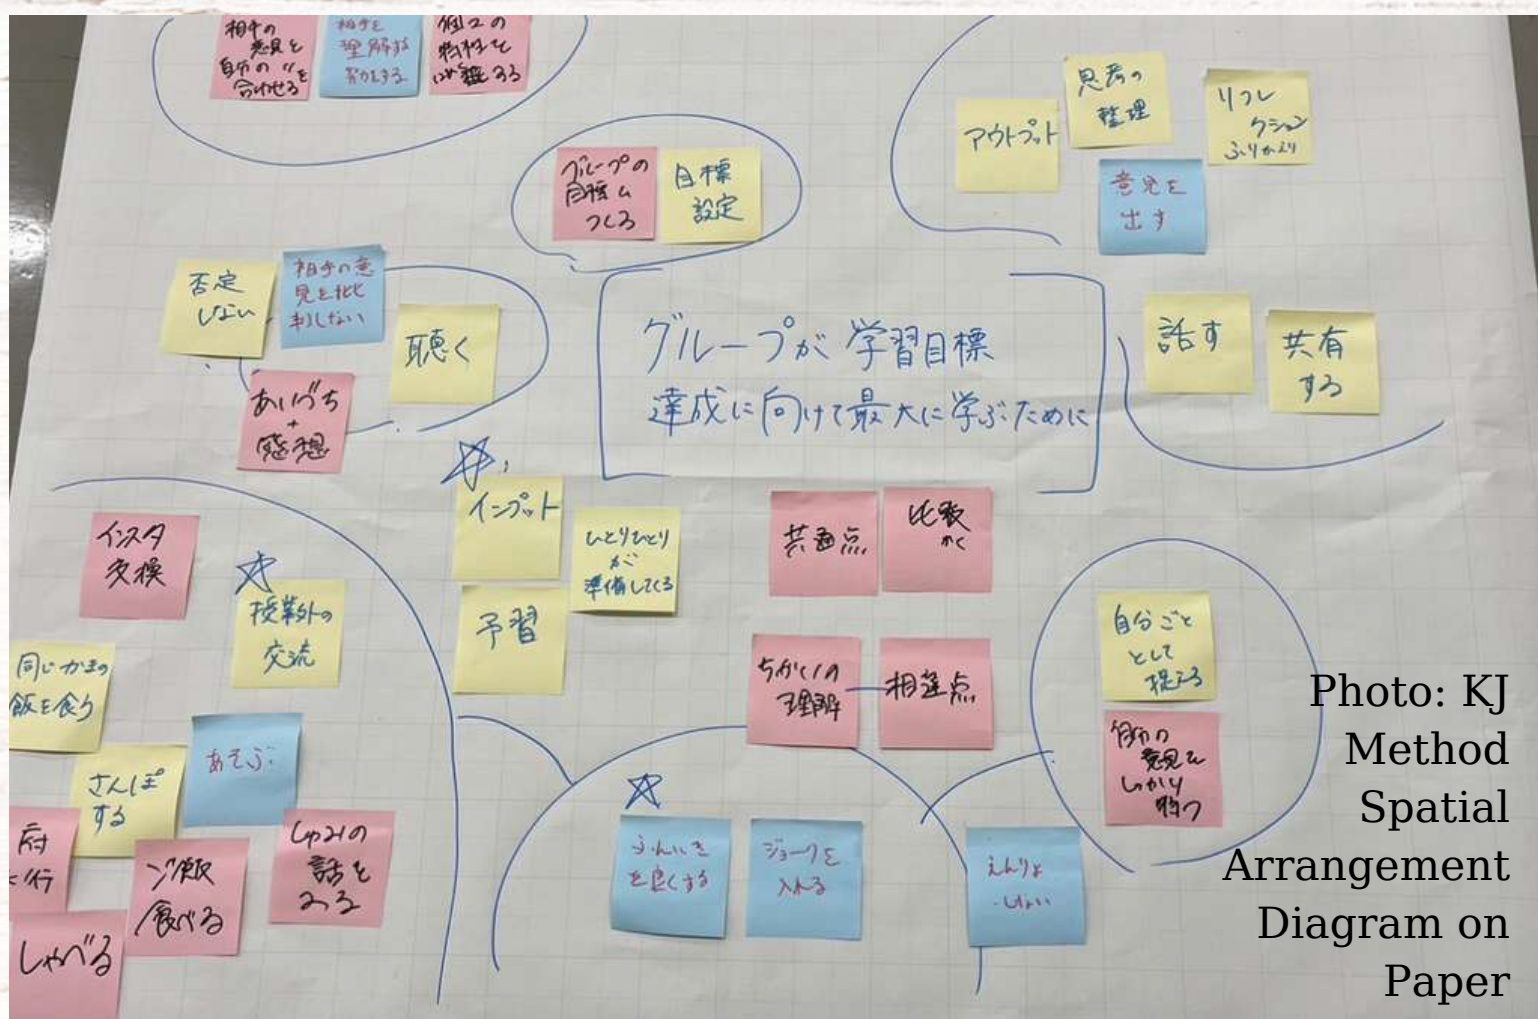 相手の
意見と
自分の〃を
合わせる
相手を
理解する
努力をする
個々の
特性を
グループの
目標を
つくる
目標
設定
アウトプット
思考の
整理
リフレ
クション
ふりかえり
意見を
出す
否定
しない
相手の意
見を批
判しない
聴く
あいづち
+
感想
グループが学習目標
達成に向けて最大に学ぶために
話す
共有
する
インスタ
交換
授業外の
交流
同じかまの
飯を食う
さんぽ
する
あそぶ
しゅみの
話を
する
ご飯
食べる
しゃべる
インプット
ひとりひとり
が
準備してくる
予習
共通点
比較
ちがいの
理解
相違点
自分ごと
として
捉える
自分の
意見を
しっかり
持つ
ふんいき
を良くする
ジョークを
入れる
えんりょ
しない
Photo: KJ
Method
Spatial
Arrangement
Diagram on
Paper